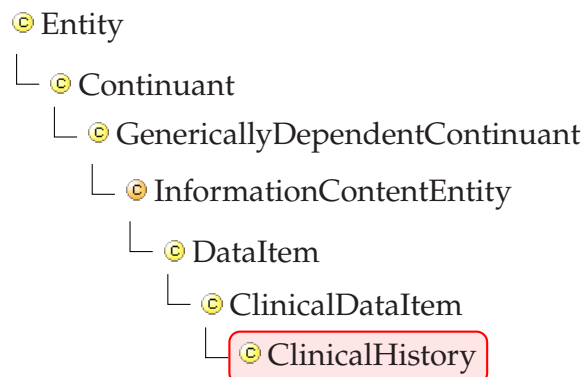 Entity
Continuant
GenericallyDependentContinuant
InformationContentEntity
DataItem
ClinicalDataItem
ClinicalHistory